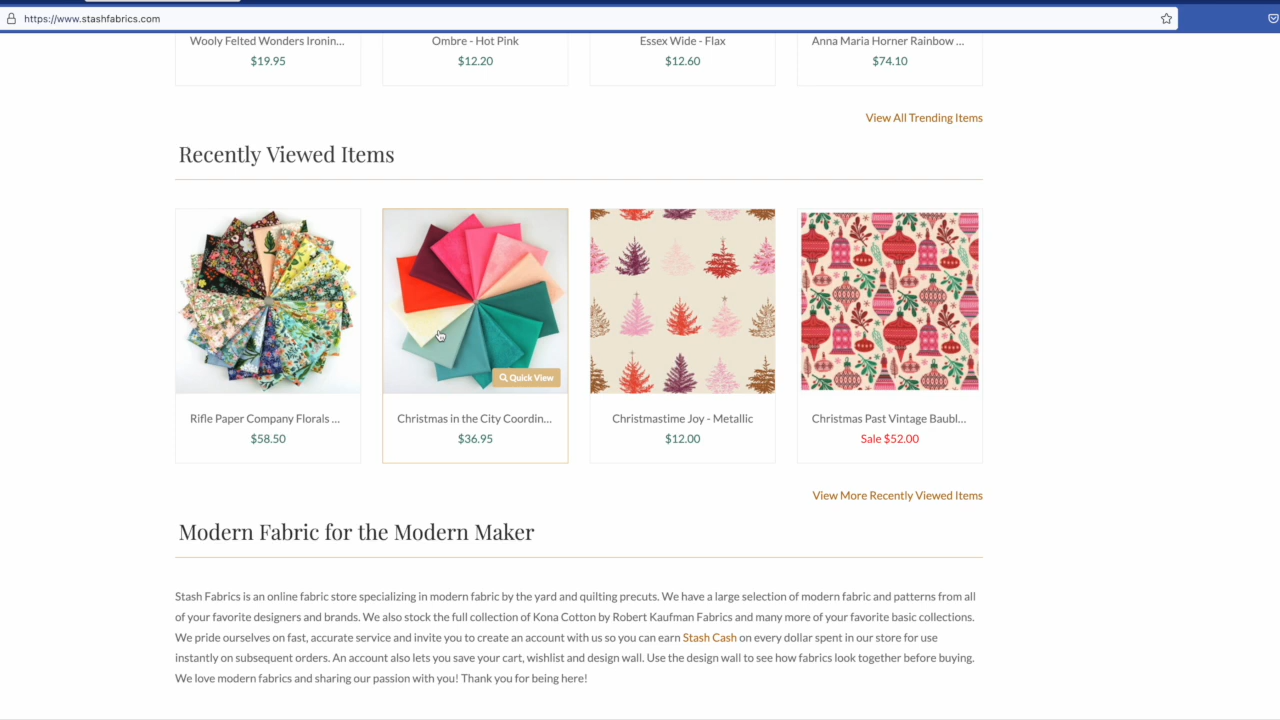 https://www.stashfabrics.com
Wooly Felted Wonders Ironin...
Ombre - Hot Pink
Essex Wide - Flax
Anna Maria Horner Rainbow ...
$19.95
$12.20
$12.60
$74.10
View All Trending Items
Recently Viewed Items
Quick View
Rifle Paper Company Florals ...
Christmas in the City Coordin...
Christmastime Joy - Metallic
Christmas Past Vintage Baubl...
$58.50
$36.95
$12.00
Sale $52.00
View More Recently Viewed Items
Modern Fabric for the Modern Maker
Stash Fabrics is an online fabric store specializing in modern fabric by the yard and quilting precuts. We have a large selection of modern fabric and patterns from all
of your favorite designers and brands. We also stock the full collection of Kona Cotton by Robert Kaufman Fabrics and many more of your favorite basic collections.
We pride ourselves on fast, accurate service and invite you to create an account with us so you can earn Stash Cash on every dollar spent in our store for use
instantly on subsequent orders. An account also lets you save your cart, wishlist and design wall. Use the design wall to see how fabrics look together before buying.
We love modern fabrics and sharing our passion with you! Thank you for being here!